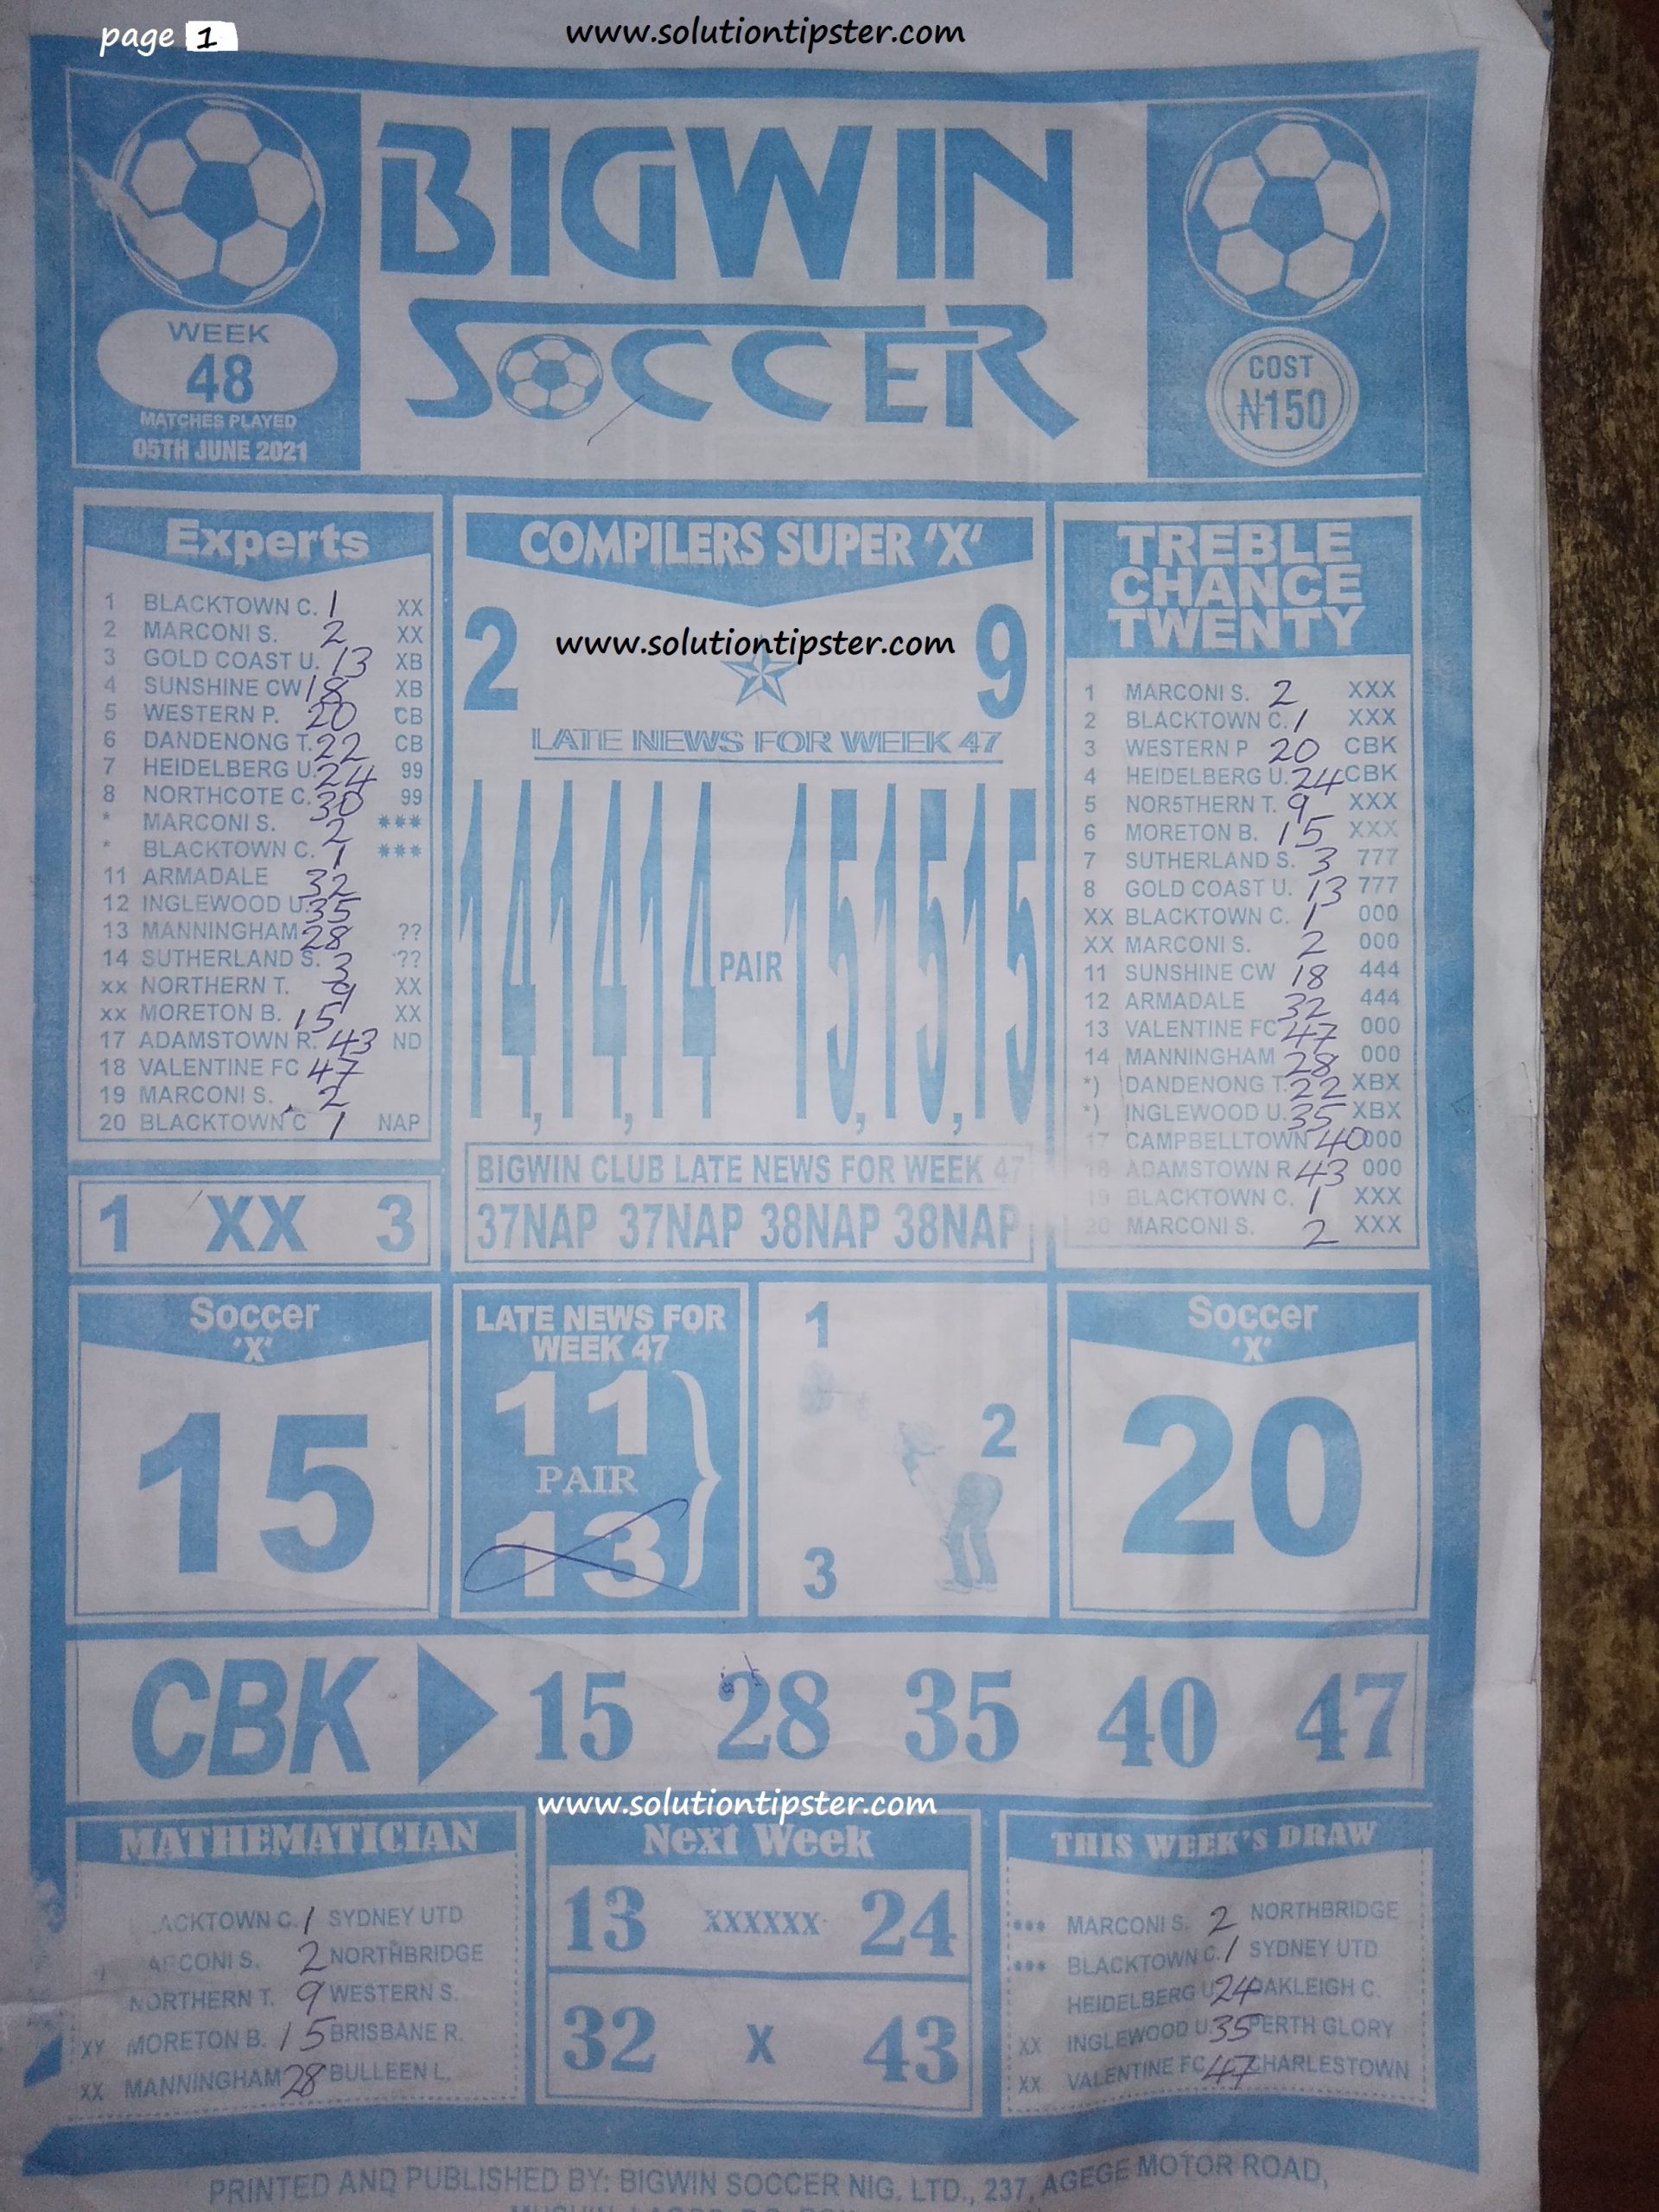 page 1
www.solutiontipster.com
BIGWIN
SOCCER
WEEK
48
MATCHES PLAYED
05TH JUNE 2021
COST
₦150
Experts
1 BLACKTOWN C. 1 XX
2 MARCONI S. 2 XX
3 GOLD COAST U. 13 XB
4 SUNSHINE CW 18 XB
5 WESTERN P. 20 CB
6 DANDENONG T. 22 CB
7 HEIDELBERG U. 24 99
8 NORTHCOTE C. 30 99
* MARCONI S. 2 ***
* BLACKTOWN C. 1 ***
11 ARMADALE 32
12 INGLEWOOD U. 35
13 MANNINGHAM 28 ??
14 SUTHERLAND S. 3 ??
xx NORTHERN T. 9 XX
xx MORETON B. 15 XX
17 ADAMSTOWN R. 43 ND
18 VALENTINE FC 47
19 MARCONI S. 2
20 BLACKTOWN C 1 NAP
1 XX 3
COMPILERS SUPER 'X'
2 9
www.solutiontipster.com
LATE NEWS FOR WEEK 47
14, 14, 14 PAIR 15, 15, 15
BIGWIN CLUB LATE NEWS FOR WEEK 47
37NAP 37NAP 38NAP 38NAP
TREBLE
CHANCE
TWENTY
1 MARCONI S. 2 XXX
2 BLACKTOWN C. 1 XXX
3 WESTERN P 20 CBK
4 HEIDELBERG U. 24 CBK
5 NOR5THERN T. 9 XXX
6 MORETON B. 15 XXX
7 SUTHERLAND S. 3 777
8 GOLD COAST U. 13 777
XX BLACKTOWN C. 1 000
XX MARCONI S. 2 000
11 SUNSHINE CW 18 444
12 ARMADALE 32 444
13 VALENTINE FC 47 000
14 MANNINGHAM 28 000
*) DANDENONG T. 22 XBX
*) INGLEWOOD U. 35 XBX
17 CAMPBELLTOWN 40 000
18 ADAMSTOWN R 43 000
19 BLACKTOWN C. 1 XXX
20 MARCONI S. 2 XXX
Soccer
'X'
15
LATE NEWS FOR
WEEK 47
11
PAIR
13
1
2
3
Soccer
'X'
20
CBK 15 28 35 40 47
www.solutiontipster.com
MATHEMATICIAN
ACKTOWN C. 1 SYDNEY UTD
ARCONI S. 2 NORTHBRIDGE
NORTHERN T. 9 WESTERN S.
XX MORETON B. 15 BRISBANE R.
XX MANNINGHAM 28 BULLEEN L.
Next Week
13 XXXXXX 24
32 X 43
THIS WEEK'S DRAW
*** MARCONI S. 2 NORTHBRIDGE
*** BLACKTOWN C. 1 SYDNEY UTD
HEIDELBERG U 24 OAKLEIGH C.
XX INGLEWOOD U. 35 PERTH GLORY
XX VALENTINE FC 47 CHARLESTOWN
PRINTED AND PUBLISHED BY: BIGWIN SOCCER NIG. LTD., 237, AGEGE MOTOR ROAD,